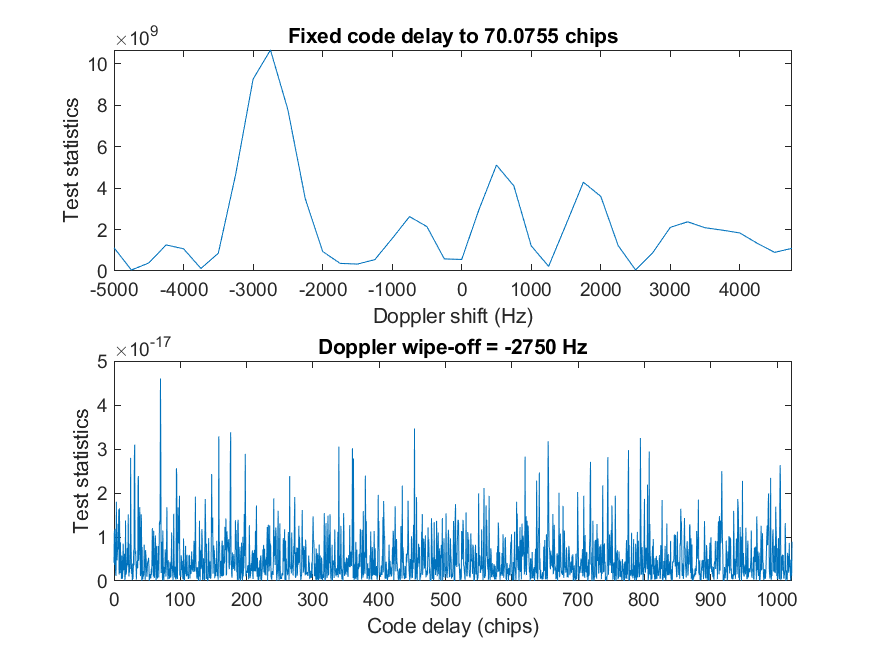 Fixed code delay to 70.0755 chips
×10^9
10
8
6
4
2
0
Test statistics
-5000 -4000 -3000 -2000 -1000 0 1000 2000 3000 4000
Doppler shift (Hz)
Doppler wipe-off = -2750 Hz
×10^-17
5
4
3
2
1
0
Test statistics
0 100 200 300 400 500 600 700 800 900 1000
Code delay (chips)